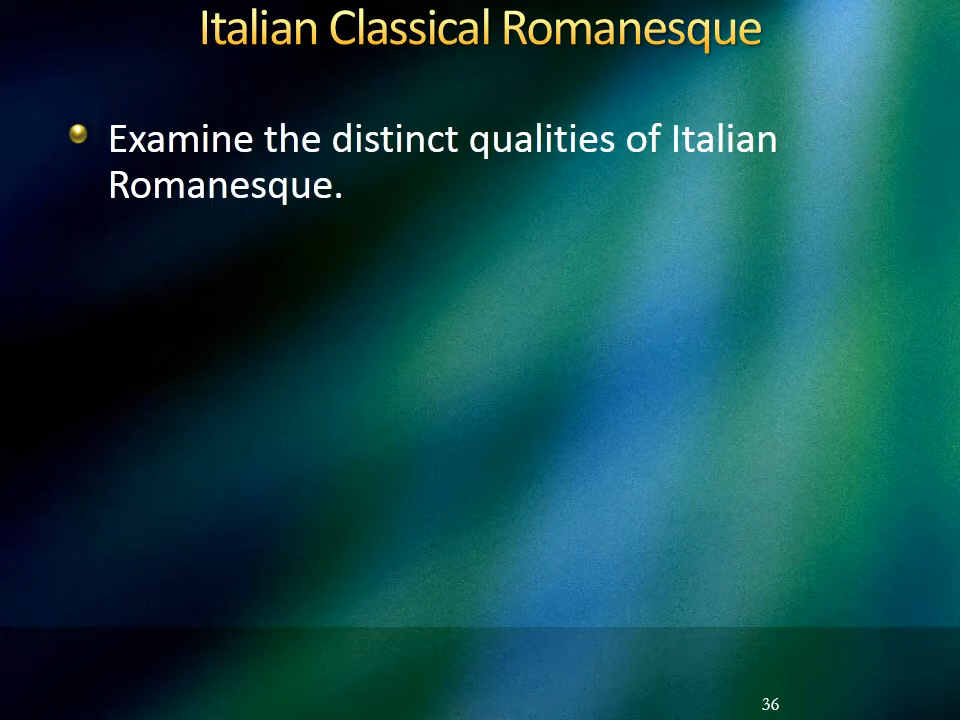 Italian Classical Romanesque
Examine the distinct qualities of Italian
Romanesque.
36